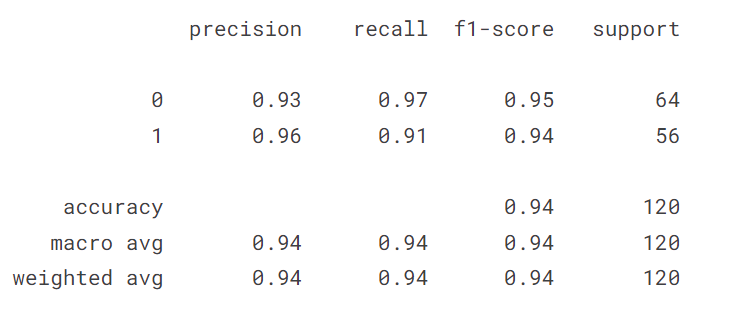 precision recall f1-score support
0 0.93 0.97 0.95 64
1 0.96 0.91 0.94 56
accuracy 0.94 120
macro avg 0.94 0.94 0.94 120
weighted avg 0.94 0.94 0.94 120